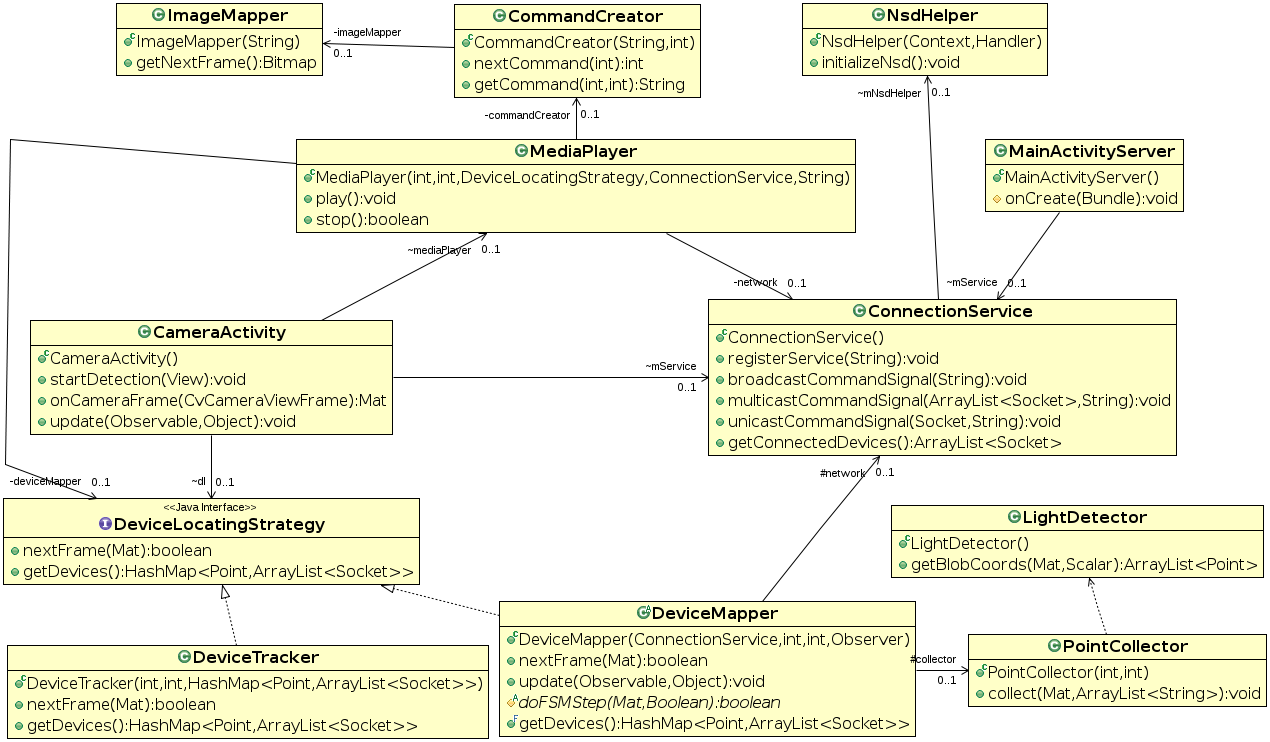 ImageMapper
ImageMapper(String)
getNextFrame():Bitmap
-imageMapper
0..1
CommandCreator
CommandCreator(String,int)
nextCommand(int):int
getCommand(int,int):String
NsdHelper
NsdHelper(Context,Handler)
initializeNsd():void
~mNsdHelper
0..1
-commandCreator
0..1
MediaPlayer
MediaPlayer(int,int,DeviceLocatingStrategy,ConnectionService,String)
play():void
stop():boolean
MainActivityServer
MainActivityServer()
onCreate(Bundle):void
~mediaPlayer
0..1
-network
0..1
~mService
0..1
CameraActivity
CameraActivity()
startDetection(View):void
onCameraFrame(CvCameraViewFrame):Mat
update(Observable,Object):void
~mService
0..1
ConnectionService
ConnectionService()
registerService(String):void
broadcastCommandSignal(String):void
multicastCommandSignal(ArrayList<Socket>,String):void
unicastCommandSignal(Socket,String):void
getConnectedDevices():ArrayList<Socket>
-deviceMapper
0..1
~dl
0..1
#network
0..1
<<Java Interface>>
DeviceLocatingStrategy
nextFrame(Mat):boolean
getDevices():HashMap<Point,ArrayList<Socket>>
LightDetector
LightDetector()
getBlobCoords(Mat,Scalar):ArrayList<Point>
DeviceTracker
DeviceTracker(int,int,HashMap<Point,ArrayList<Socket>>)
nextFrame(Mat):boolean
getDevices():HashMap<Point,ArrayList<Socket>>
DeviceMapper
DeviceMapper(ConnectionService,int,int,Observer)
nextFrame(Mat):boolean
update(Observable,Object):void
doFSMStep(Mat,Boolean):boolean
getDevices():HashMap<Point,ArrayList<Socket>>
#collector
0..1
PointCollector
PointCollector(int,int)
collect(Mat,ArrayList<String>):void